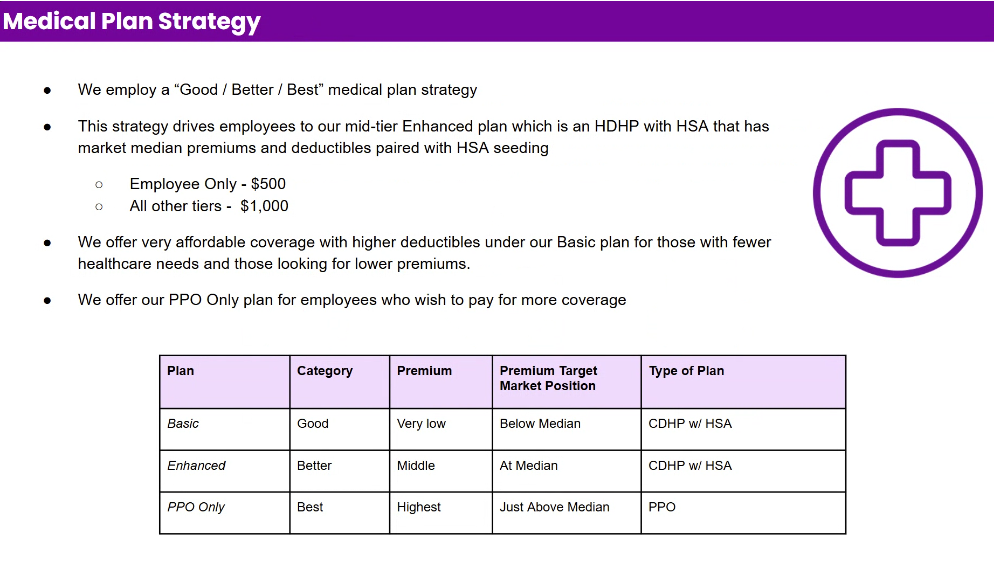 Medical Plan Strategy
● We employ a “Good / Better / Best” medical plan strategy
● This strategy drives employees to our mid-tier Enhanced plan which is an HDHP with HSA that has
market median premiums and deductibles paired with HSA seeding
○ Employee Only - $500
○ All other tiers - $1,000
● We offer very affordable coverage with higher deductibles under our Basic plan for those with fewer
healthcare needs and those looking for lower premiums.
● We offer our PPO Only plan for employees who wish to pay for more coverage
Plan Category Premium Premium Target
Market Position Type of Plan
Basic Good Very low Below Median CDHP w/ HSA
Enhanced Better Middle At Median CDHP w/ HSA
PPO Only Best Highest Just Above Median PPO